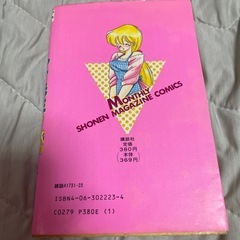 MONTHLY
SHONEN MAGAZINE COMICS
講談社
定価
380円
本体
369円
雑誌41731-23
ISBN4-06-302223-4
C0279 P380E (1)